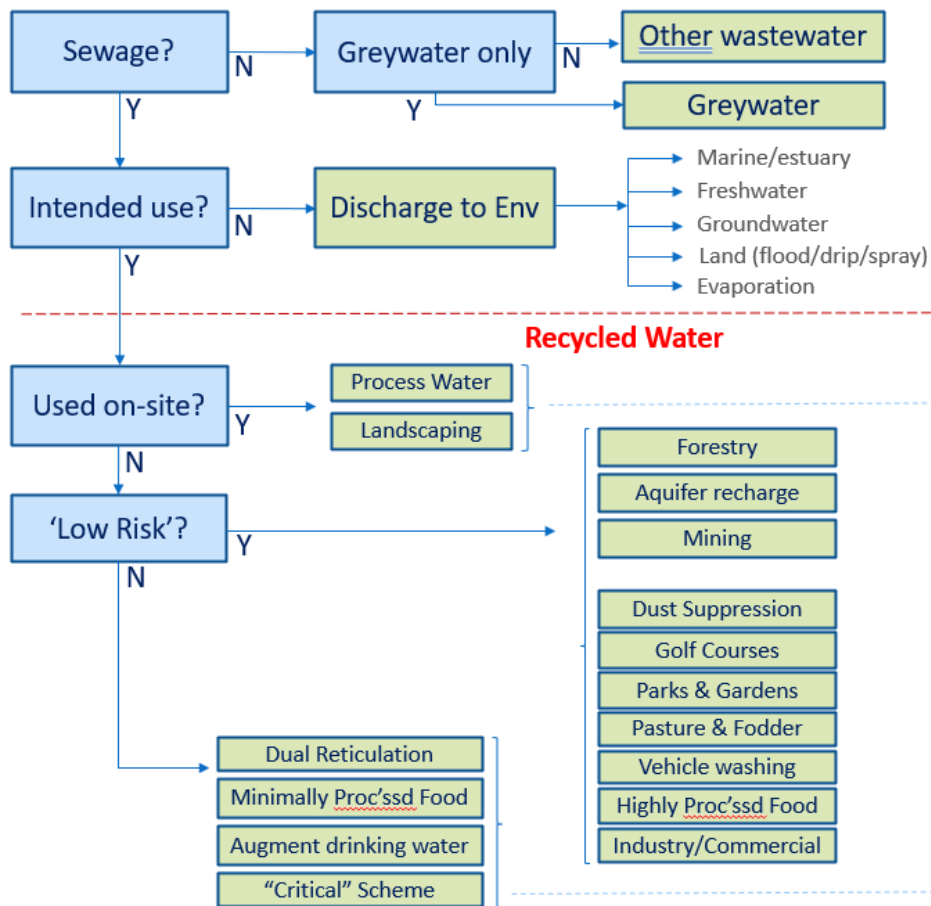 Sewage?
N
Greywater only
N
Other wastewater
Y
Y
Greywater
Intended use?
N
Discharge to Env
Marine/estuary
Freshwater
Groundwater
Land (flood/drip/spray)
Evaporation
Y
Recycled Water
Used on-site?
Y
Process Water
Landscaping
N
Forestry
Aquifer recharge
Mining
‘Low Risk’?
Y
N
Dust Suppression
Golf Courses
Parks & Gardens
Pasture & Fodder
Vehicle washing
Highly Proc’ssd Food
Industry/Commercial
Dual Reticulation
Minimally Proc’ssd Food
Augment drinking water
“Critical” Scheme